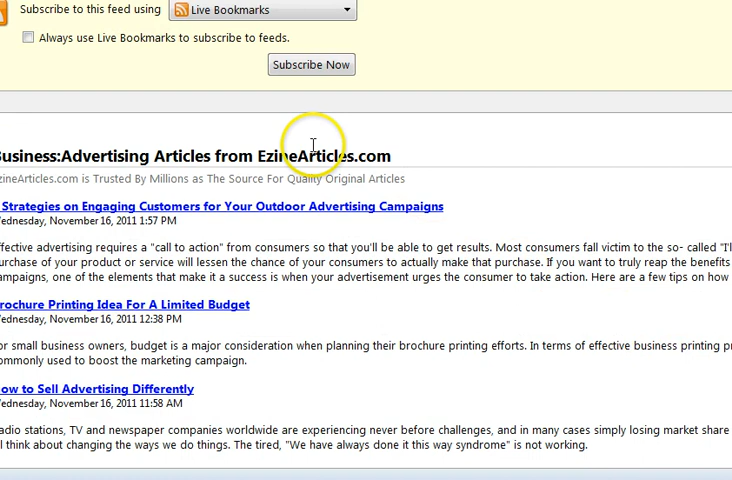 Subscribe to this feed using Live Bookmarks
Always use Live Bookmarks to subscribe to feeds.
Subscribe Now
usiness:Advertising Articles from EzineArticles.com
zineArticles.com is Trusted By Millions as The Source For Quality Original Articles
Strategies on Engaging Customers for Your Outdoor Advertising Campaigns
ednesday, November 16, 2011 1:57 PM
ffective advertising requires a "call to action" from consumers so that you'll be able to get results. Most consumers fall victim to the so- called "I'l
urchase of your product or service will lessen the chance of your consumers to actually make that purchase. If you want to truly reap the benefits
ampaigns, one of the elements that make it a success is when your advertisement urges the consumer to take action. Here are a few tips on how
rochure Printing Idea For A Limited Budget
ednesday, November 16, 2011 12:38 PM
or small business owners, budget is a major consideration when planning their brochure printing efforts. In terms of effective business printing pr
ommonly used to boost the marketing campaign.
ow to Sell Advertising Differently
ednesday, November 16, 2011 11:58 AM
adio stations, TV and newspaper companies worldwide are experiencing never before challenges, and in many cases simply losing market share
ll think about changing the ways we do things. The tired, "We have always done it this way syndrome" is not working.